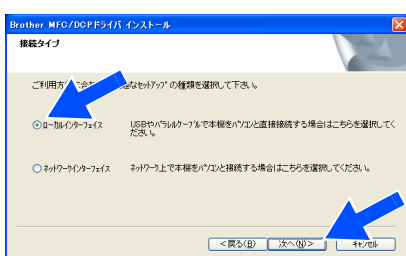 Brother MFC/DCPドライバ インストール
接続タイプ
ご利用方 に合 なセットアップの種類を選択して下さい。
ローカルインターフェイス
USBやパラレルケーブルで本機をパソコンと直接接続する場合はこちらを選択してく
ださい。
ネットワークインターフェイス
ネットワーク上で本機をパソコンと接続する場合はこちらを選択してください。
<戻る(B)
次へ(N)>
キャンセル